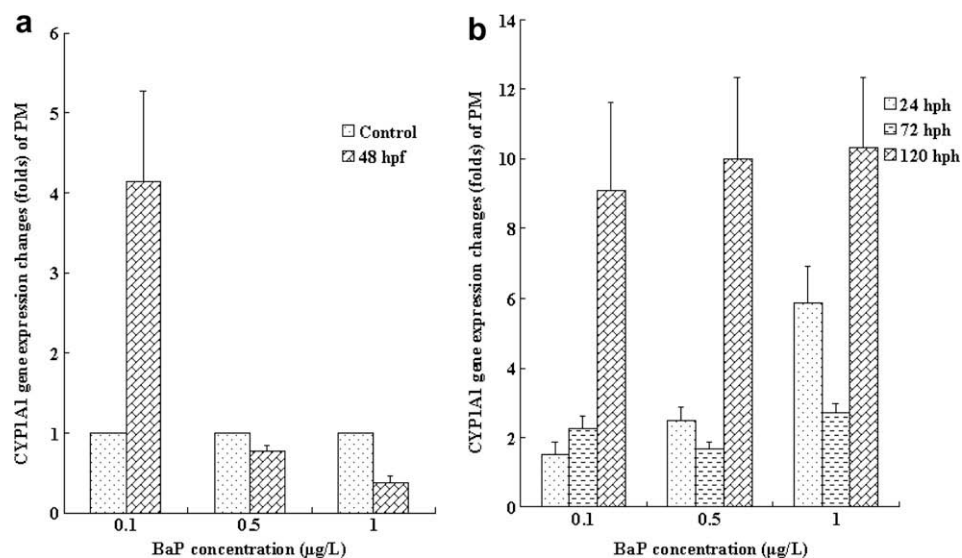 a
CYP1A1 gene expression changes (folds) of PM
6
5
4
3
2
1
0
Control
48 hpf
0.1
0.5
1
BaP concentration (µg/L)
b
CYP1A1 gene expression changes (folds) of PM
14
12
10
8
6
4
2
0
24 hph
72 hph
120 hph
0.1
0.5
1
BaP concentration (µg/L)